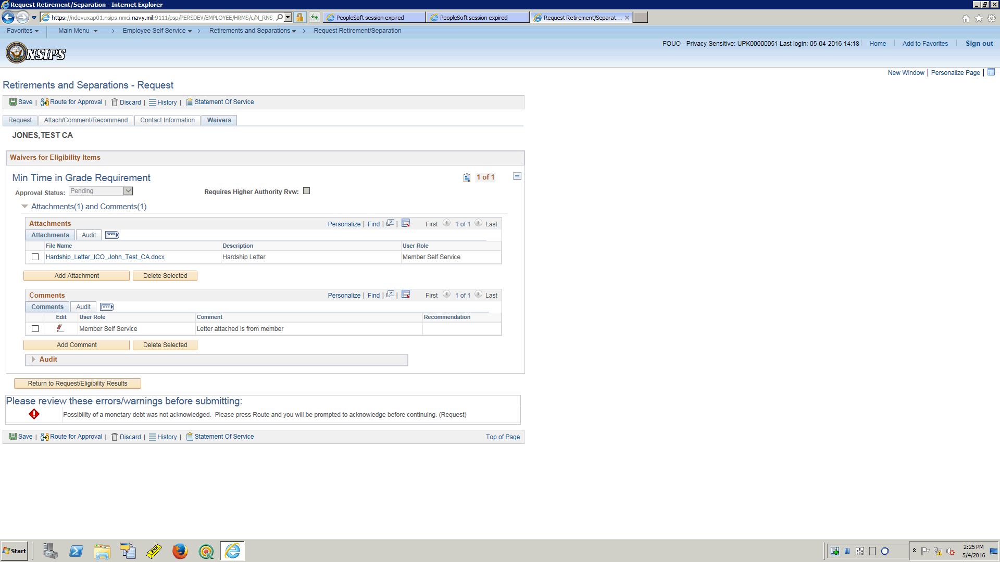 Request Retirement/Separation - Internet Explorer
https://ndevuxap01.nsips.nmci.navy.mil:9111/psp/PERSDEV/EMPLOYEE/HRMS/c/N_RNS_ PeopleSoft session expired PeopleSoft session expired Request Retirement/Separat...
Favorites Main Menu > Employee Self Service > Retirements and Separations > Request Retirement/Separation
NSIPS
FOUO - Privacy Sensitive: UPK00000051 Last login: 05-04-2016 14:18 Home Add to Favorites Sign out
New Window | Personalize Page |
Retirements and Separations - Request
Save | Route for Approval | Discard | History | Statement Of Service
Request Attach/Comment/Recommend Contact Information Waivers
JONES,TEST CA
Waivers for Eligibility Items
Min Time in Grade Requirement 1 of 1
Approval Status: Pending Requires Higher Authority Rvw:
Attachments(1) and Comments(1)
Attachments Personalize | Find | | First 1 of 1 Last
Attachments Audit
File Name Description User Role
Hardship_Letter_ICO_John_Test_CA.docx Hardship Letter Member Self Service
Add Attachment Delete Selected
Comments Personalize | Find | | First 1 of 1 Last
Comments Audit
Edit User Role Comment Recommendation
Member Self Service Letter attached is from member
Add Comment Delete Selected
Audit
Return to Request/Eligibility Results
Please review these errors/warnings before submitting:
Possibility of a monetary debt was not acknowledged. Please press Route and you will be prompted to acknowledge before continuing. (Request)
Save | Route for Approval | Discard | History | Statement Of Service Top of Page
Start
2:25 PM
5/4/2016